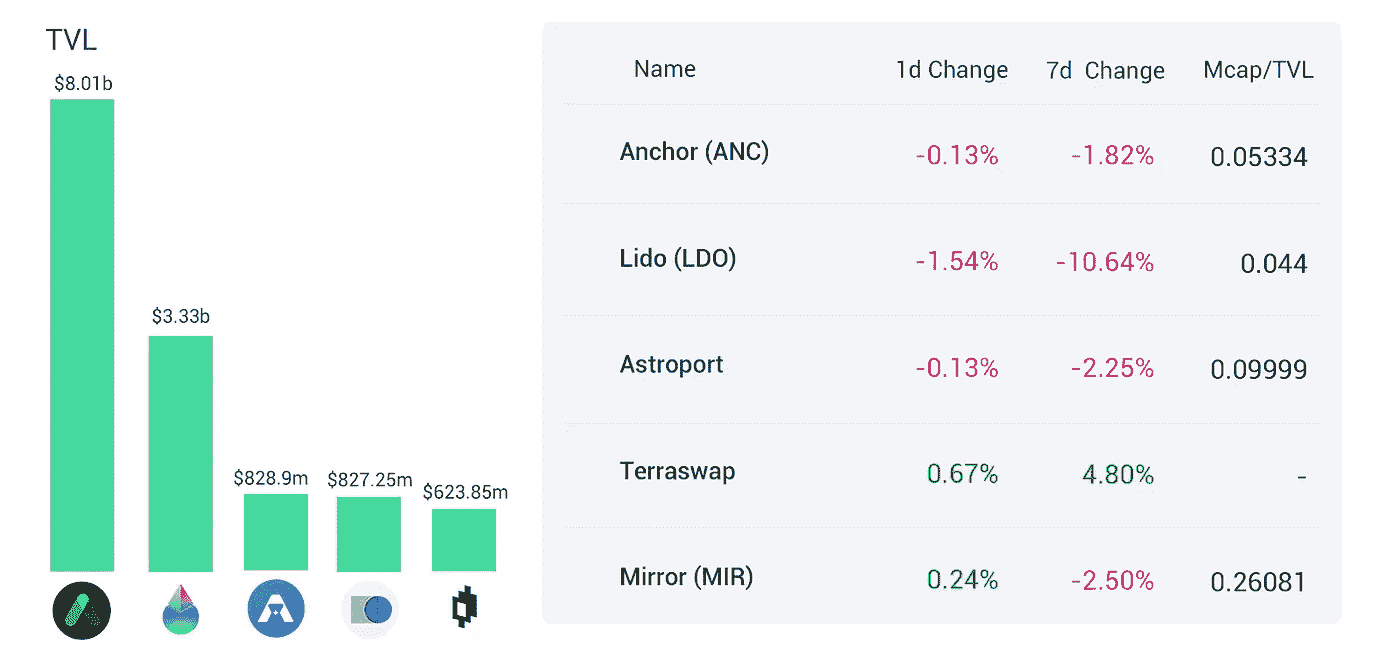 TVL
$8.01b
$3.33b
$828.9m
$827.25m
$623.85m
Name 1d Change 7d Change Mcap/TVL
Anchor (ANC) -0.13% -1.82% 0.05334
Lido (LDO) -1.54% -10.64% 0.044
Astroport -0.13% -2.25% 0.09999
Terraswap 0.67% 4.80% -
Mirror (MIR) 0.24% -2.50% 0.26081